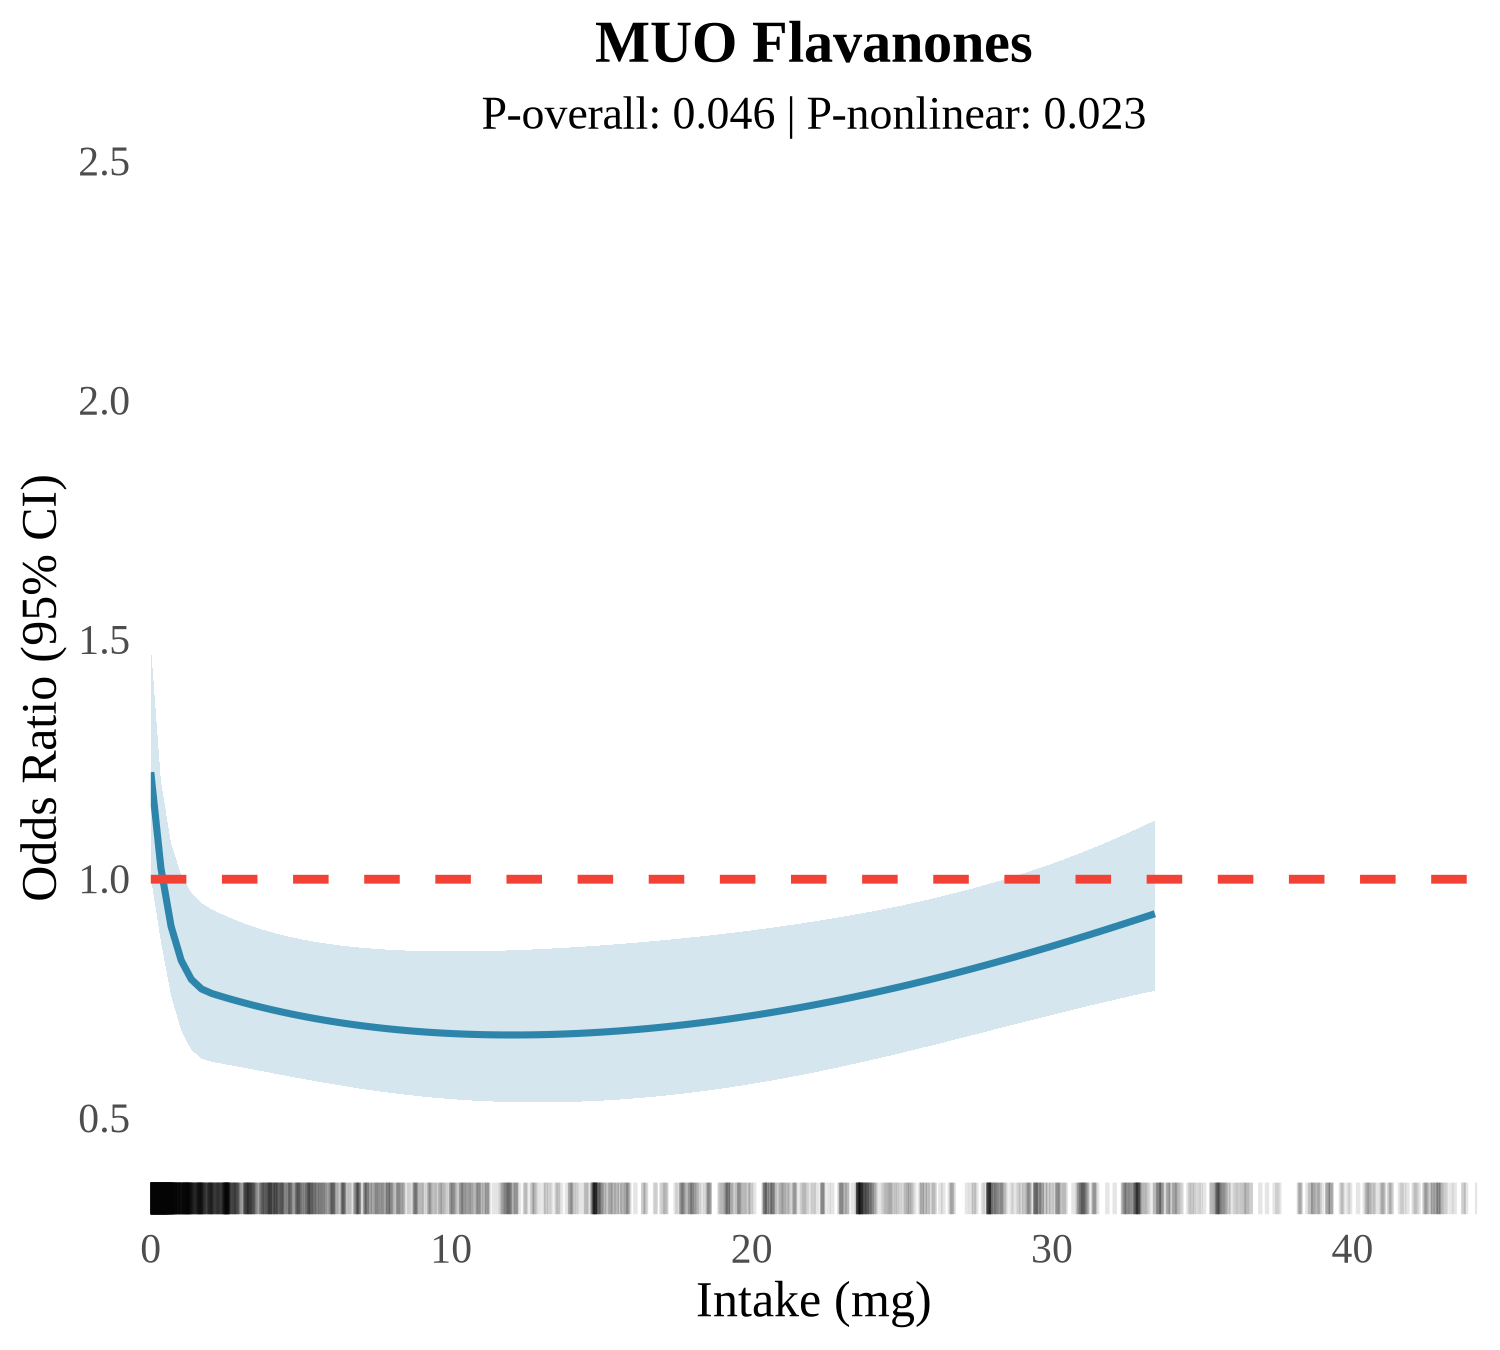 MUO Flavanones
P-overall: 0.046 | P-nonlinear: 0.023
2.5
2.0
1.5
1.0
0.5
Odds Ratio (95% CI)
0 10 20 30 40
Intake (mg)